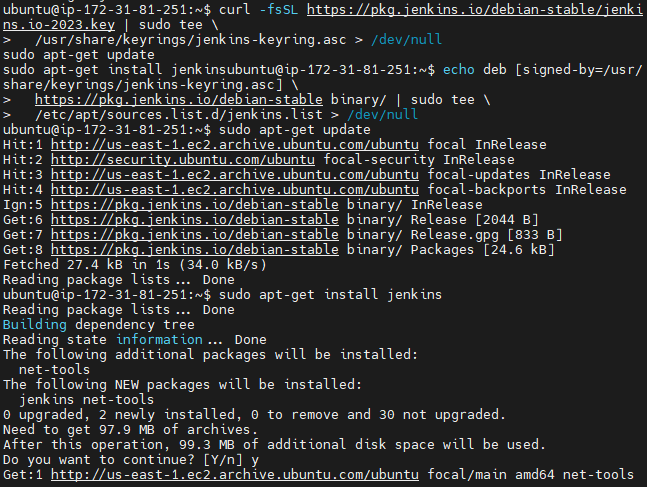 ubuntu@ip-172-31-81-251:~$ curl -fsSL https://pkg.jenkins.io/debian-stable/jenki
ns.io-2023.key | sudo tee \
>   /usr/share/keyrings/jenkins-keyring.asc > /dev/null
sudo apt-get update
sudo apt-get install jenkinsubuntu@ip-172-31-81-251:~$ echo deb [signed-by=/usr/
share/keyrings/jenkins-keyring.asc] \
>   https://pkg.jenkins.io/debian-stable binary/ | sudo tee \
>   /etc/apt/sources.list.d/jenkins.list > /dev/null
ubuntu@ip-172-31-81-251:~$ sudo apt-get update
Hit:1 http://us-east-1.ec2.archive.ubuntu.com/ubuntu focal InRelease
Hit:2 http://security.ubuntu.com/ubuntu focal-security InRelease
Hit:3 http://us-east-1.ec2.archive.ubuntu.com/ubuntu focal-updates InRelease
Hit:4 http://us-east-1.ec2.archive.ubuntu.com/ubuntu focal-backports InRelease
Ign:5 https://pkg.jenkins.io/debian-stable binary/ InRelease
Get:6 https://pkg.jenkins.io/debian-stable binary/ Release [2044 B]
Get:7 https://pkg.jenkins.io/debian-stable binary/ Release.gpg [833 B]
Get:8 https://pkg.jenkins.io/debian-stable binary/ Packages [24.6 kB]
Fetched 27.4 kB in 1s (34.0 kB/s)
Reading package lists... Done
ubuntu@ip-172-31-81-251:~$ sudo apt-get install jenkins
Reading package lists... Done
Building dependency tree
Reading state information... Done
The following additional packages will be installed:
  net-tools
The following NEW packages will be installed:
  jenkins net-tools
0 upgraded, 2 newly installed, 0 to remove and 30 not upgraded.
Need to get 97.9 MB of archives.
After this operation, 99.3 MB of additional disk space will be used.
Do you want to continue? [Y/n] y
Get:1 http://us-east-1.ec2.archive.ubuntu.com/ubuntu focal/main amd64 net-tools